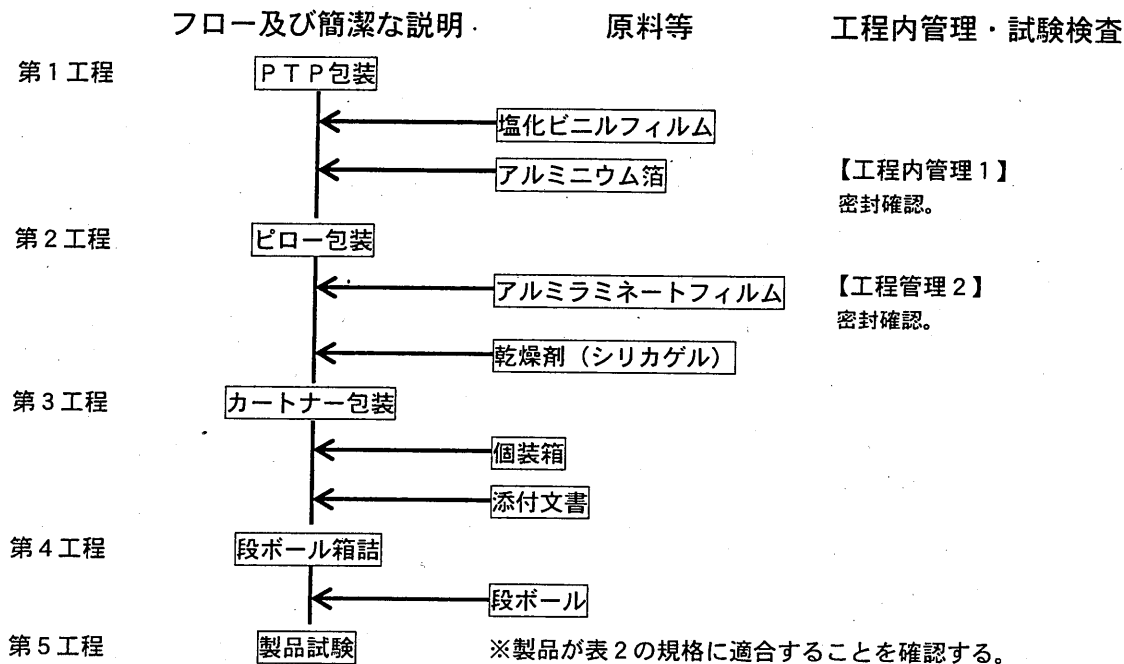 フロー及び簡潔な説明 原料等 工程内管理・試験検査
第1工程 PTP包装
塩化ビニルフィルム
アルミニウム箔 【工程内管理1】
密封確認。
第2工程 ピロー包装
アルミラミネートフィルム 【工程管理2】
密封確認。
乾燥剤（シリカゲル）
第3工程 カートナー包装
個装箱
添付文書
第4工程 段ボール箱詰
段ボール
第5工程 製品試験 ※製品が表2の規格に適合することを確認する。